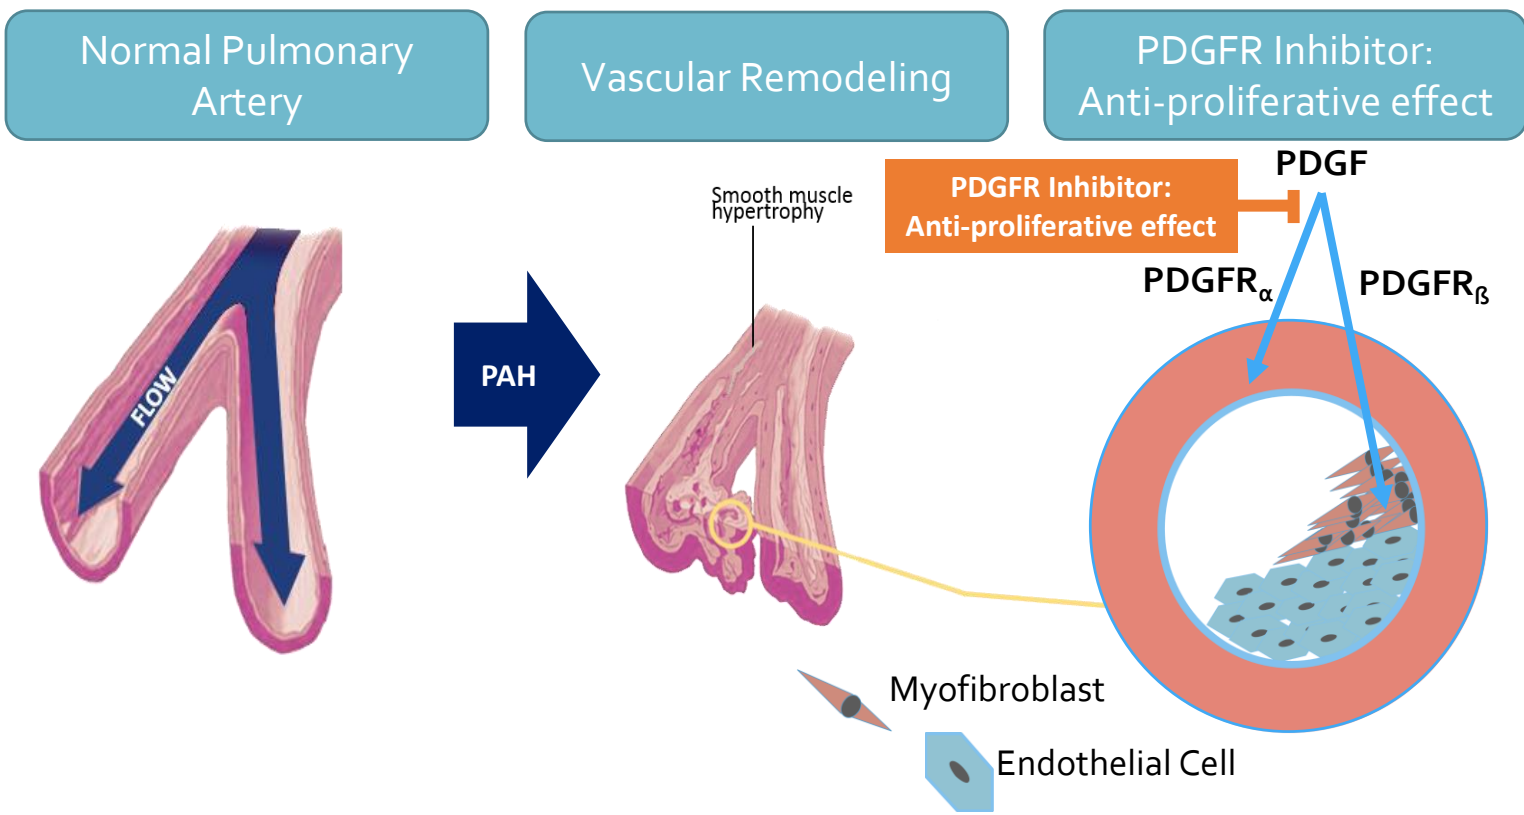 Normal Pulmonary
Artery
Vascular Remodeling
PDGFR Inhibitor:
Anti-proliferative effect
PDGF
PDGFR Inhibitor:
Anti-proliferative effect
Smooth muscle
hypertrophy
PDGFRα
PDGFRß
FLOW
PAH
Myofibroblast
Endothelial Cell